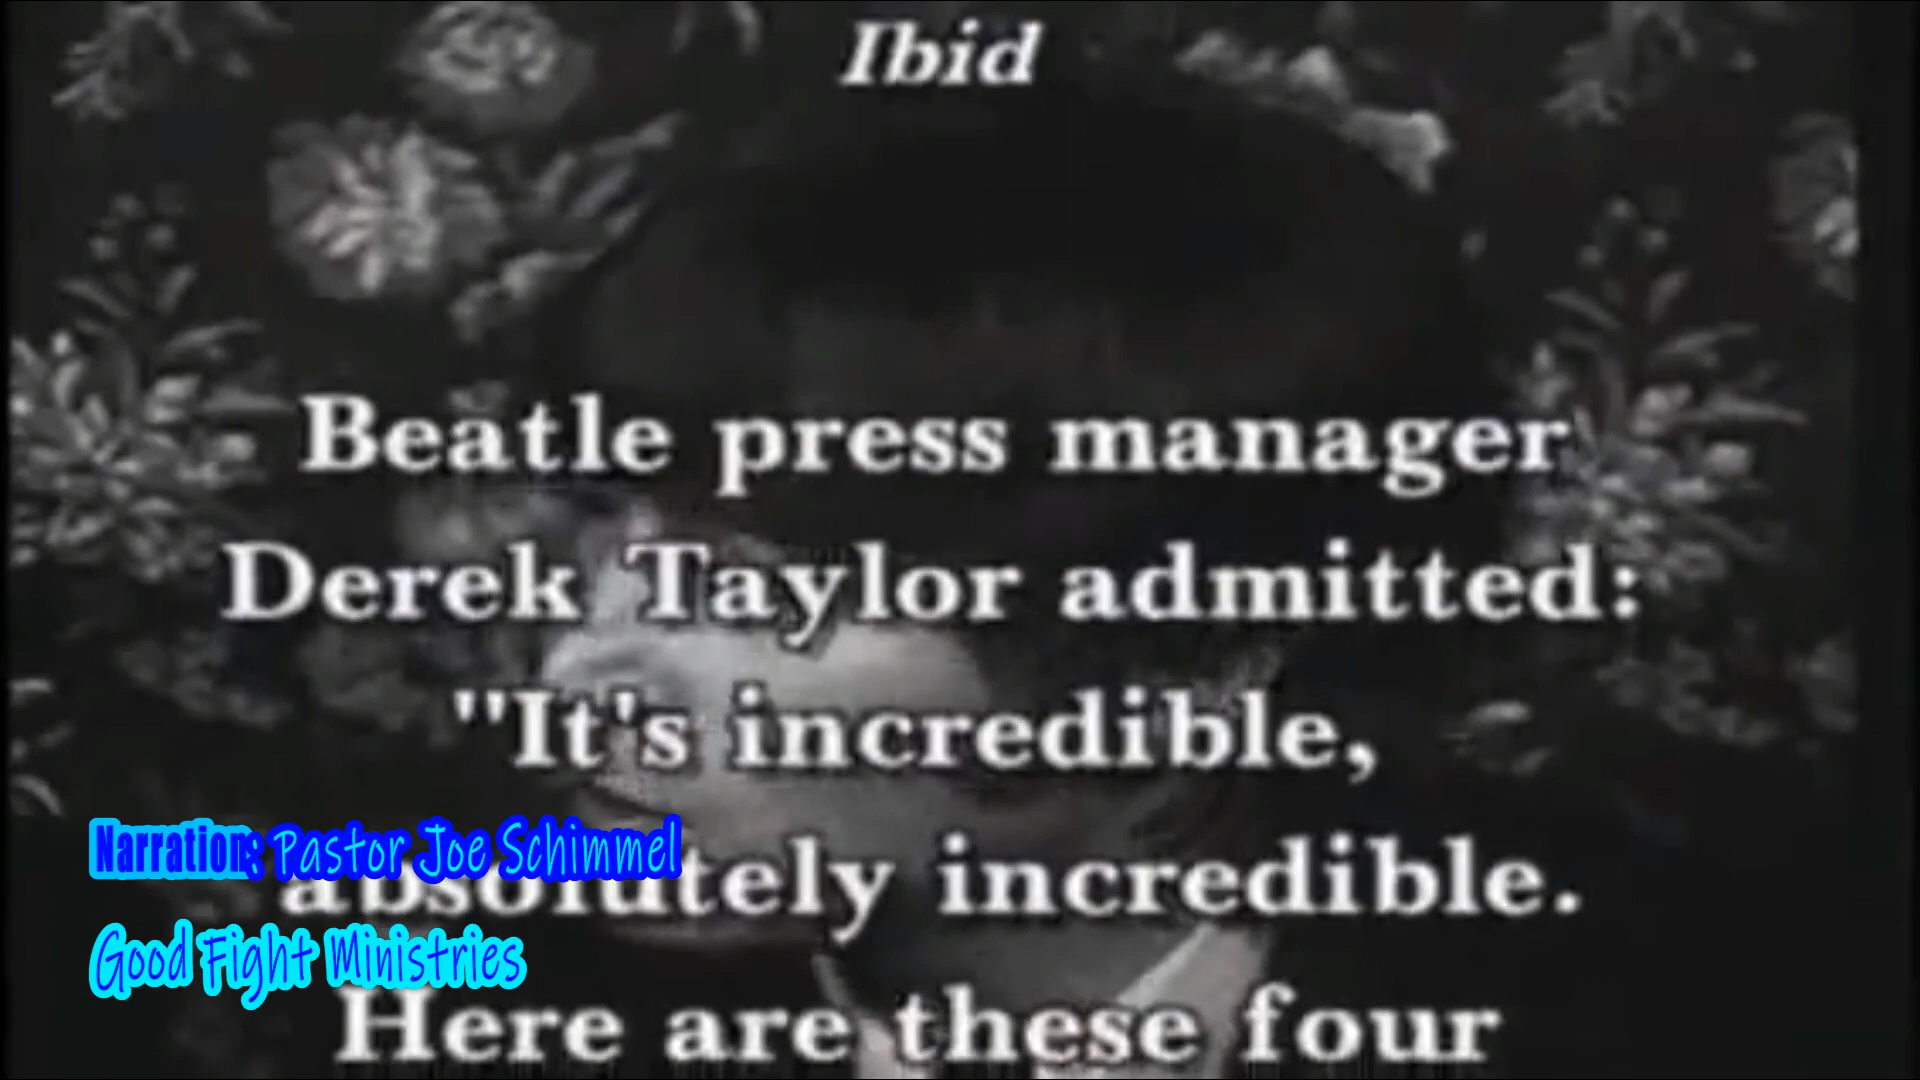 Ibid
Beatle press manager
Derek Taylor admitted:
"It's incredible,
absolutely incredible.
Narration: Pastor Joe Schimmel
Good Fight Ministries
Here are these four